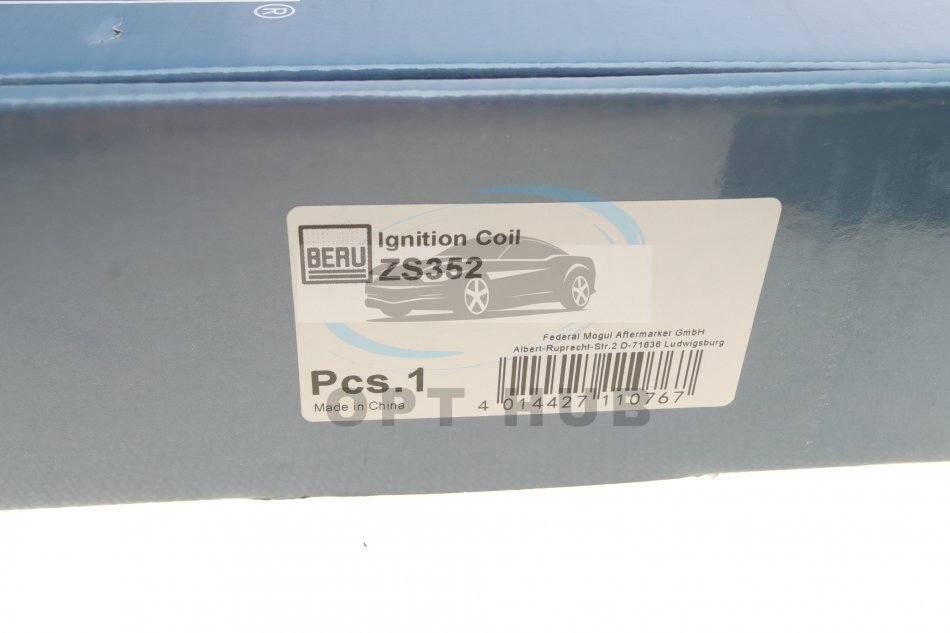 ®
BERU
Ignition Coil
ZS352
Federal Mogul Aftermarket GmbH
Albert-Ruprecht-Str.2 D-71636 Ludwigsburg
Pcs.1
Made in China
4 014427 110767
OPT HUB